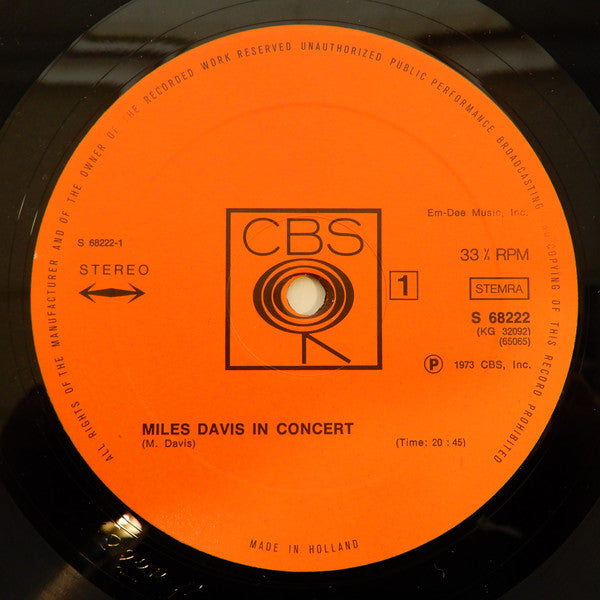 ALL RIGHTS OF THE MANUFACTURER AND OF THE OWNER OF THE RECORDED WORK RESERVED UNAUTHORIZED PUBLIC PERFORMANCE BROADCASTING AND COPYING OF THIS RECORD PROHIBITED
Em-Dee Music, Inc.
CBS
S 68222-1
STEREO
1
33⅓ RPM
STEMRA
S 68222
(KG 32092)
(65065)
Ⓟ 1973 CBS, Inc.
MILES DAVIS IN CONCERT
(M. Davis)
(Time: 20:45)
MADE IN HOLLAND